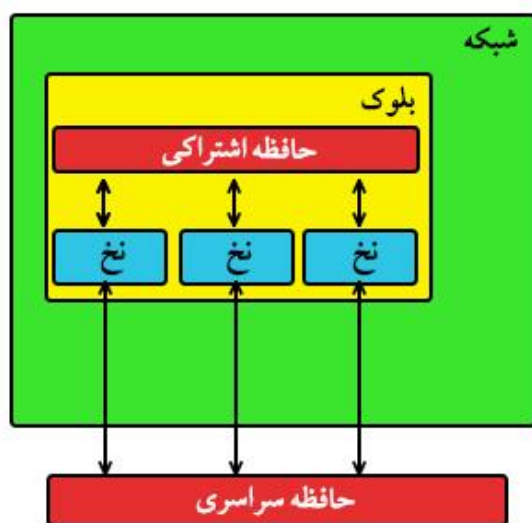 شبکه
بلوک
حافظه اشتراکی
نخ
نخ
نخ
حافظه سراسری